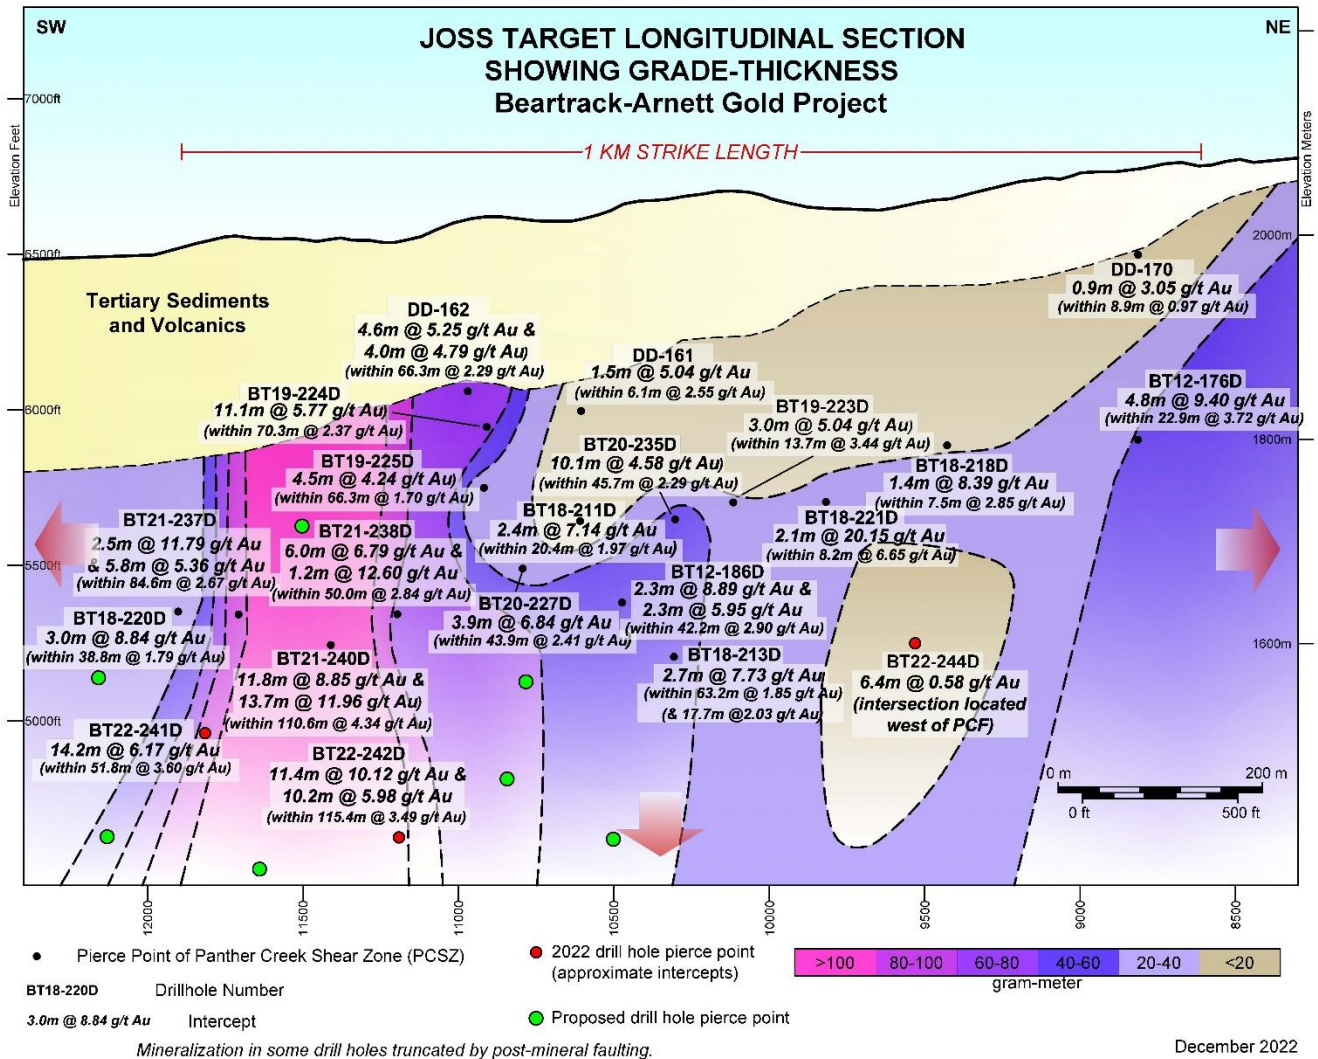 SW
NE
JOSS TARGET LONGITUDINAL SECTION
SHOWING GRADE-THICKNESS
Beartrack-Arnett Gold Project
Elevation Feet
Elevation Meters
7000ft
1 KM STRIKE LENGTH
6500ft
2000m
Tertiary Sediments
and Volcanics
DD-170
0.9m @ 3.05 g/t Au
(within 8.9m @ 0.97 g/t Au)
DD-162
4.6m @ 5.25 g/t Au &
4.0m @ 4.79 g/t Au)
(within 66.3m @ 2.29 g/t Au)
DD-161
1.5m @ 5.04 g/t Au
(within 6.1m @ 2.55 g/t Au)
BT12-176D
4.8m @ 9.40 g/t Au
(within 22.9m @ 3.72 g/t Au)
BT19-224D
11.1m @ 5.77 g/t Au)
(within 70.3m @ 2.37 g/t Au)
6000ft
BT19-223D
3.0m @ 5.04 g/t Au
(within 13.7m @ 3.44 g/t Au)
1800m
BT20-235D
10.1m @ 4.58 g/t Au)
(within 45.7m @ 2.29 g/t Au)
BT19-225D
4.5m @ 4.24 g/t Au)
(within 66.3m @ 1.70 g/t Au)
BT18-218D
1.4m @ 8.39 g/t Au)
(within 7.5m @ 2.85 g/t Au)
BT18-211D
2.4m @ 7.14 g/t Au
(within 20.4m @ 1.97 g/t Au)
BT18-221D
2.1m @ 20.15 g/t Au
(within 8.2m @ 6.65 g/t Au)
BT21-237D
2.5m @ 11.79 g/t Au
& 5.8m @ 5.36 g/t Au
(within 84.6m @ 2.67 g/t Au)
BT21-238D
6.0m @ 6.79 g/t Au &
1.2m @ 12.60 g/t Au
(within 50.0m @ 2.84 g/t Au)
5500ft
BT12-186D
2.3m @ 8.89 g/t Au &
2.3m @ 5.95 g/t Au
(within 42.2m @ 2.90 g/t Au)
BT20-227D
3.9m @ 6.84 g/t Au
(within 43.9m @ 2.41 g/t Au)
BT18-220D
3.0m @ 8.84 g/t Au
(within 38.8m @ 1.79 g/t Au)
1600m
BT21-240D
11.8m @ 8.85 g/t Au &
13.7m @ 11.96 g/t Au)
(within 110.6m @ 4.34 g/t Au)
BT18-213D
2.7m @ 7.73 g/t Au
(within 63.2m @ 1.85 g/t Au)
(& 17.7m @2.03 g/t Au)
BT22-244D
6.4m @ 0.58 g/t Au
(intersection located
west of PCF)
5000ft
BT22-241D
14.2m @ 6.17 g/t Au
(within 51.8m @ 3.60 g/t Au)
BT22-242D
11.4m @ 10.12 g/t Au &
10.2m @ 5.98 g/t Au
(within 115.4m @ 3.49 g/t Au)
0 m 200 m
0 ft 500 ft
12000 11500 11000 10500 10000 9500 9000 8500
Pierce Point of Panther Creek Shear Zone (PCSZ)
BT18-220D Drillhole Number
3.0m @ 8.84 g/t Au Intercept
2022 drill hole pierce point
(approximate intercepts)
Proposed drill hole pierce point
>100 80-100 60-80 40-60 20-40 <20
gram-meter
Mineralization in some drill holes truncated by post-mineral faulting.
December 2022